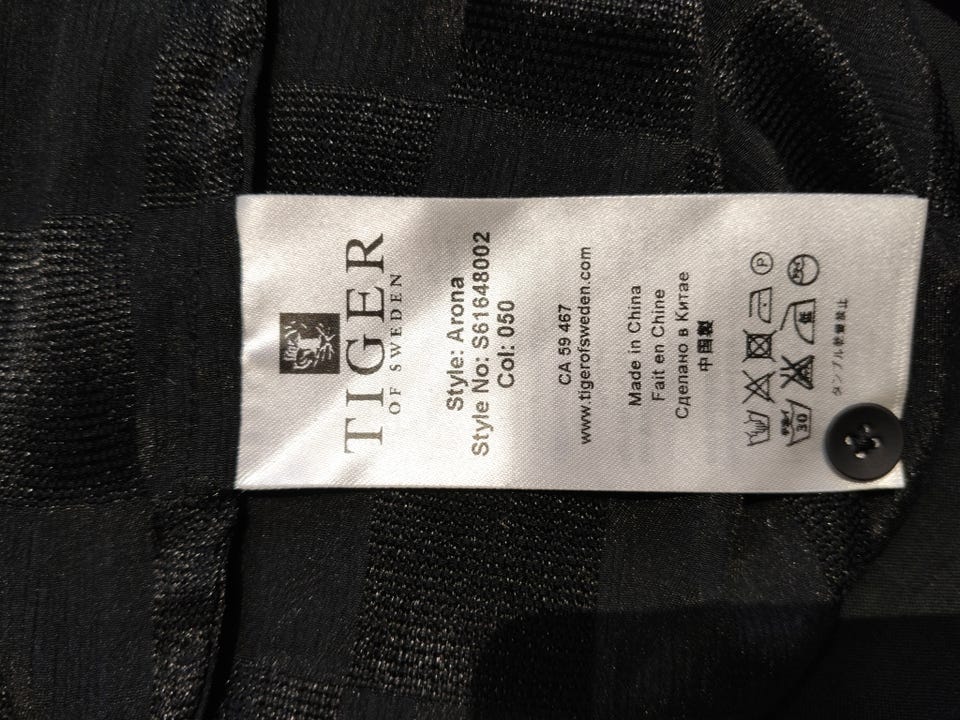 TIGER
OF SWEDEN
Style: Arona
Style No: S61648002
Col: 050
CA 59 467
www.tigerofsweden.com
Made in China
Fait en Chine
Сделано в Китае
中国製
P
30 低
タンブル乾燥禁止